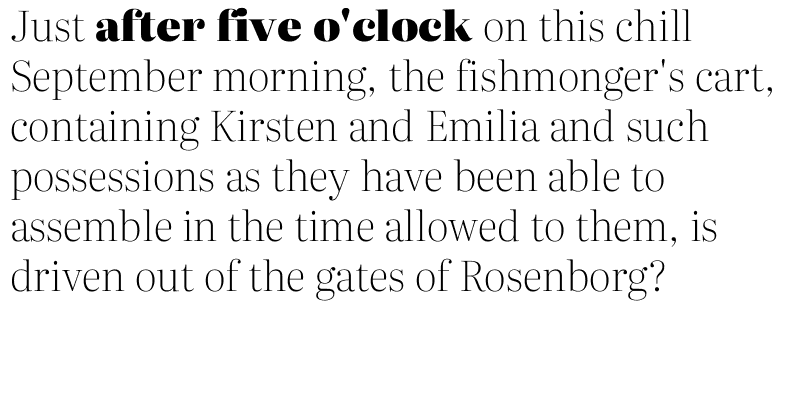 Just after five o'clock on this chill
September morning, the fishmonger's cart,
containing Kirsten and Emilia and such
possessions as they have been able to
assemble in the time allowed to them, is
driven out of the gates of Rosenborg?